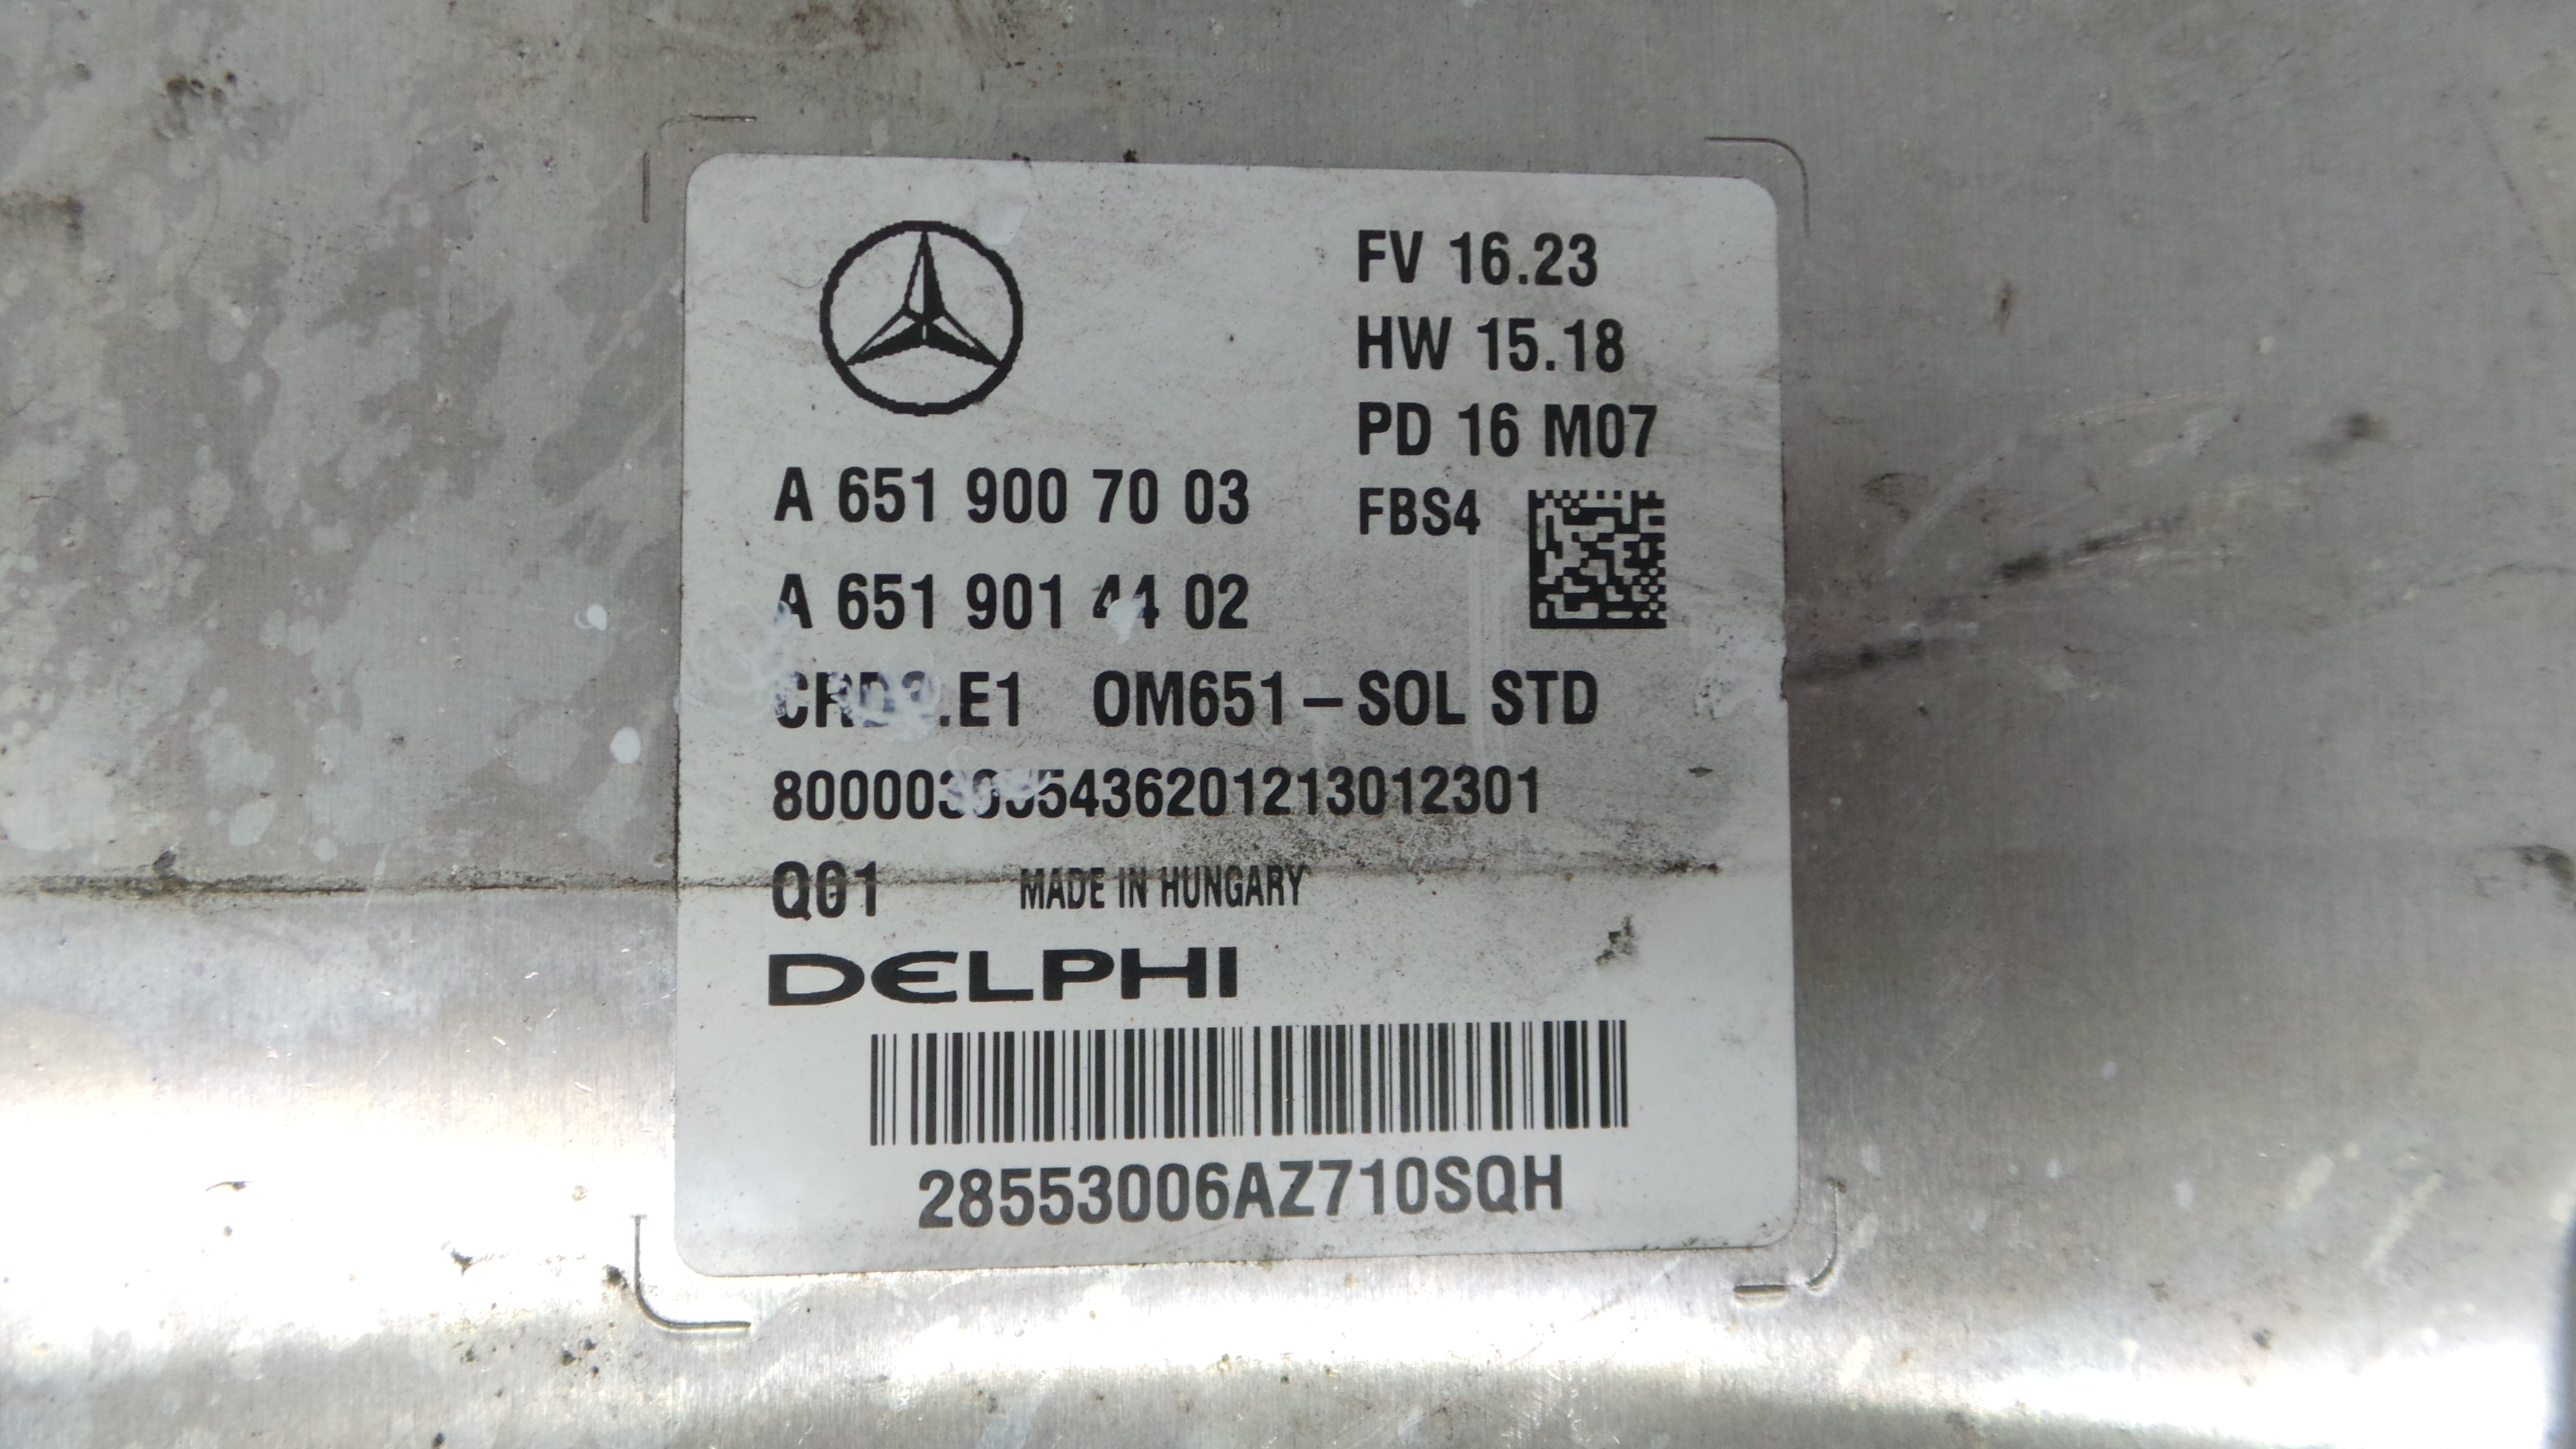 FV 16.23
HW 15.18
PD 16 M07
A 651 900 70 03
FBS4
A 651 901 44 02
.E1 OM651-SOL STD
Q01 MADE IN HUNGARY
DELPHI
28553006AZ710SQH